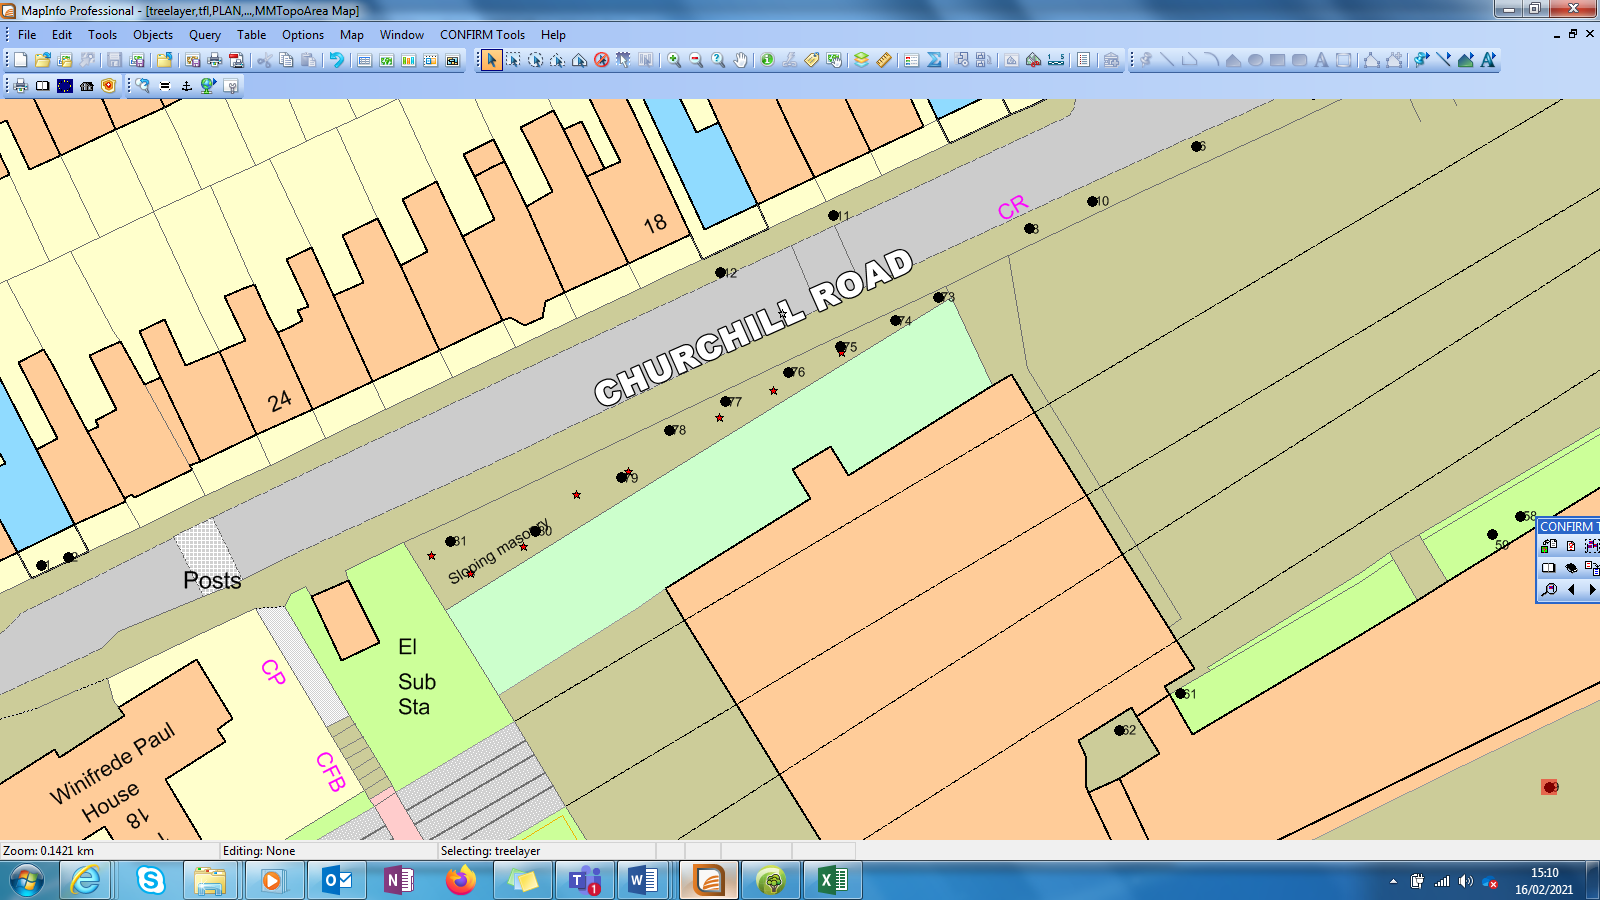 MapInfo Professional - [treelayer,tfl,PLAN,...,MMTopoArea Map]
File Edit Tools Objects Query Table Options Map Window CONFIRM Tools Help
6
CR
10
11
8
18
12
CHURCHILL ROAD
73
74
75
76
77
24
78
79
80
81
Sloping masonry
58
59
CONFIRM T
Posts
El
Sub
Sta
CP
61
62
CFB
Winifrede Paul
House
18
Zoom: 0.1421 km
Editing: None
Selecting: treelayer
1
15:10
16/02/2021